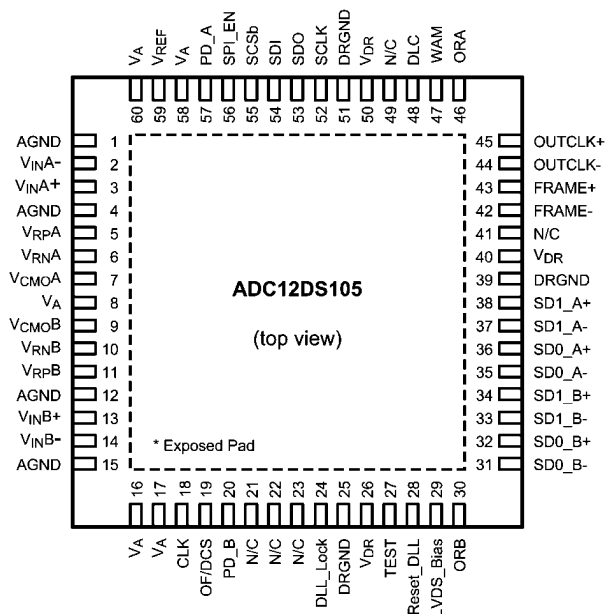 VA
VREF
VA
PD_A
SPI_EN
SCSb
SDI
SDO
SCLK
DRGND
VDR
N/C
DLC
WAM
ORA
60
59
58
57
56
55
54
53
52
51
50
49
48
47
46
AGND 1
VINA- 2
VINA+ 3
AGND 4
VRPA 5
VRNA 6
VCMOA 7
VA 8
VCMOB 9
VRNB 10
VRPB 11
AGND 12
VINB+ 13
VINB- 14
AGND 15
ADC12DS105
(top view)
* Exposed Pad
45 OUTCLK+
44 OUTCLK-
43 FRAME+
42 FRAME-
41 N/C
40 VDR
39 DRGND
38 SD1_A+
37 SD1_A-
36 SD0_A+
35 SD0_A-
34 SD1_B+
33 SD1_B-
32 SD0_B+
31 SD0_B-
16
17
18
19
20
21
22
23
24
25
26
27
28
29
30
VA
VA
CLK
OF/DCS
PD_B
N/C
N/C
N/C
DLL_Lock
DRGND
VDR
TEST
Reset_DLL
LVDS_Bias
ORB